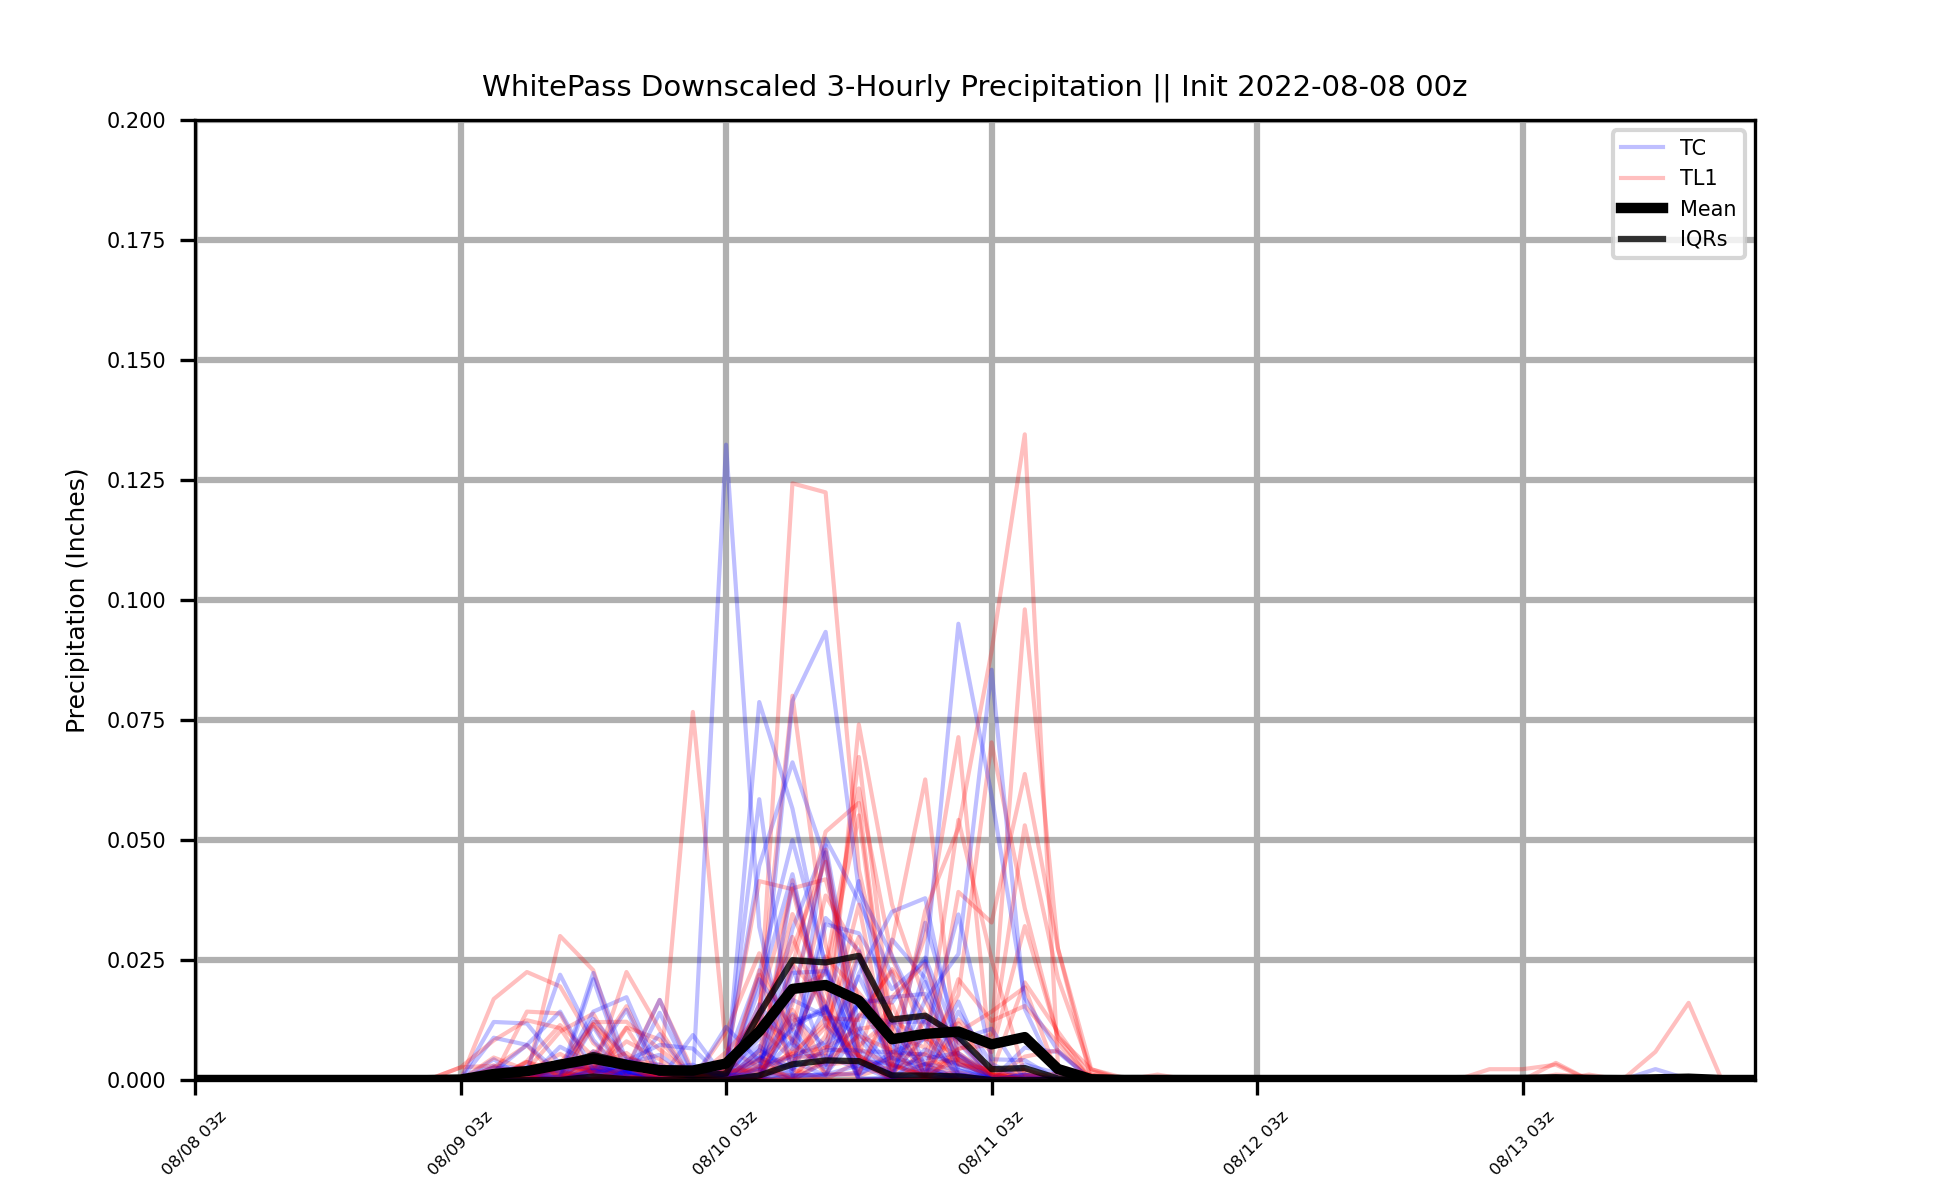 WhitePass Downscaled 3-Hourly Precipitation || Init 2022-08-08 00z
0.200
0.175
0.150
0.125
0.100
0.075
0.050
0.025
0.000
Precipitation (Inches)
TC
TL1
Mean
IQRs
08/08 03z
08/09 03z
08/10 03z
08/11 03z
08/12 03z
08/13 03z